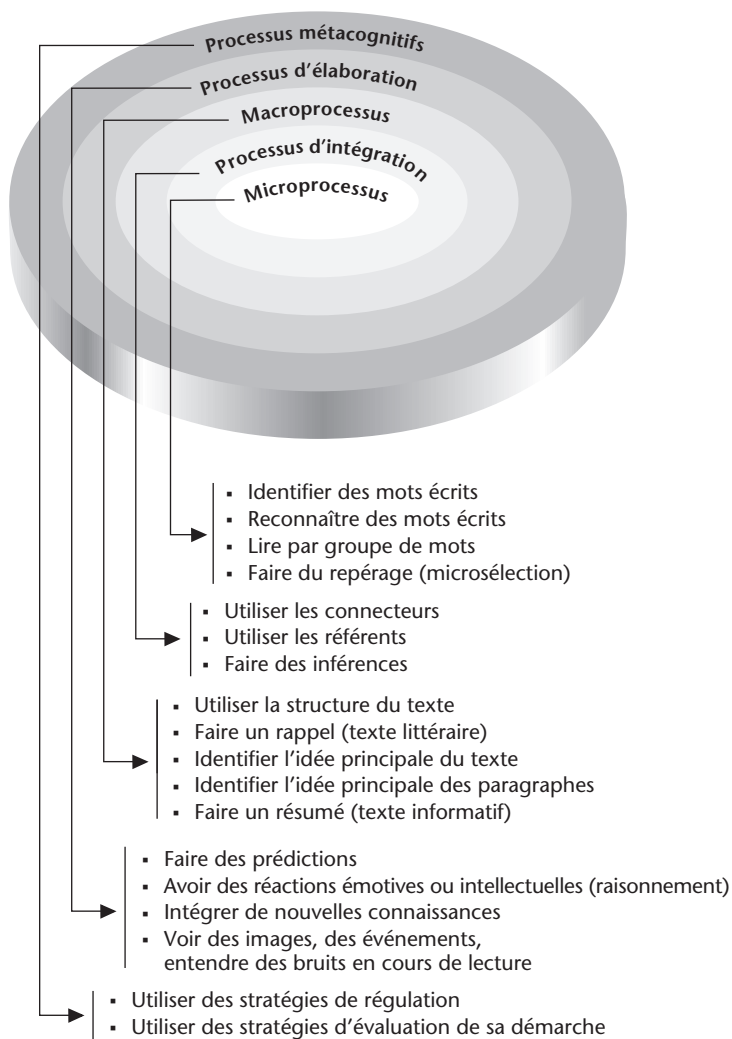 Processus métacognitifs
Processus d’élaboration
Macroprocessus
Processus d’intégration
Microprocessus
▪ Identifier des mots écrits
▪ Reconnaître des mots écrits
▪ Lire par groupe de mots
▪ Faire du repérage (microsélection)
▪ Utiliser les connecteurs
▪ Utiliser les référents
▪ Faire des inférences
▪ Utiliser la structure du texte
▪ Faire un rappel (texte littéraire)
▪ Identifier l’idée principale du texte
▪ Identifier l’idée principale des paragraphes
▪ Faire un résumé (texte informatif)
▪ Faire des prédictions
▪ Avoir des réactions émotives ou intellectuelles (raisonnement)
▪ Intégrer de nouvelles connaissances
▪ Voir des images, des événements,
entendre des bruits en cours de lecture
▪ Utiliser des stratégies de régulation
▪ Utiliser des stratégies d’évaluation de sa démarche